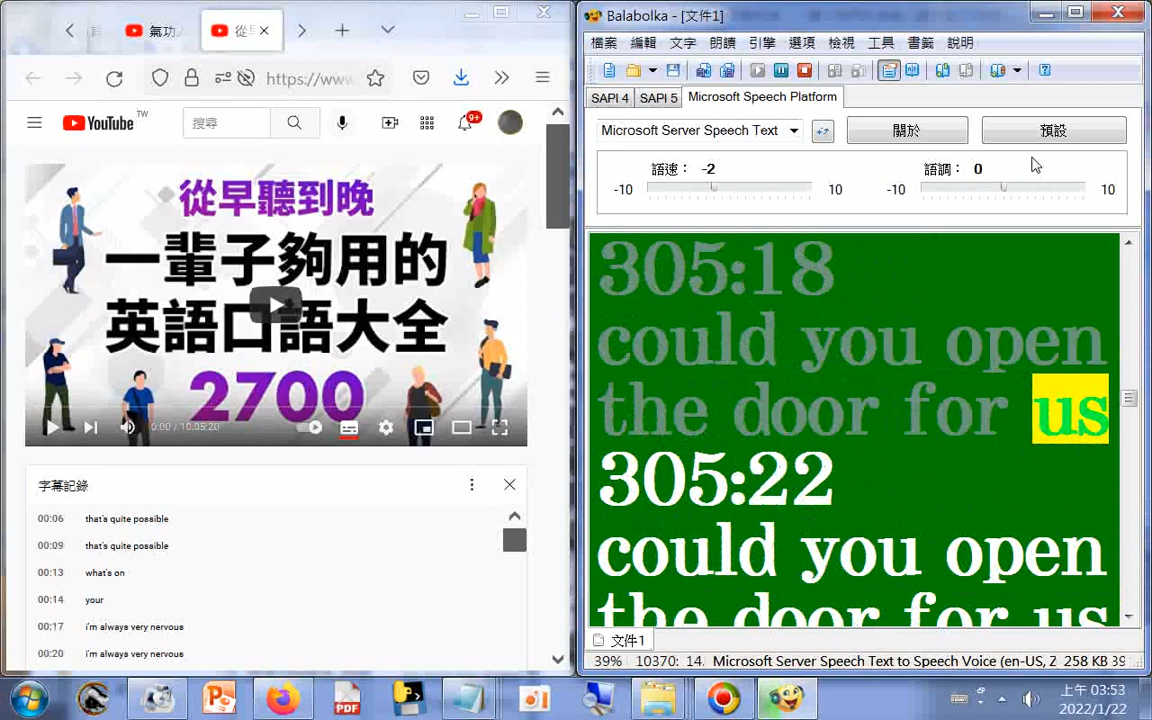 氣功
從
https://www
YouTube TW
搜尋
9+
從早聽到晚
一輩子夠用的
英語口語大全
2700
0:00 / 10:05:20
字幕記錄
00:06 that's quite possible
00:09 that's quite possible
00:13 what's on
00:14 your
00:17 i'm always very nervous
00:20 i'm always very nervous
Balabolka - [文件1]
檔案 編輯 文字 朗讀 引擎 選項 檢視 工具 書籤 說明
SAPI 4 SAPI 5 Microsoft Speech Platform
Microsoft Server Speech Text 關於 預設
語速： -2 語調： 0
-10 10 -10 10
305:18
could you open
the door for us
305:22
could you open
the door for us
文件1
39% 10370: 14. Microsoft Server Speech Text to Speech Voice (en-US, Z 258 KB 39
上午 03:53
2022/1/22